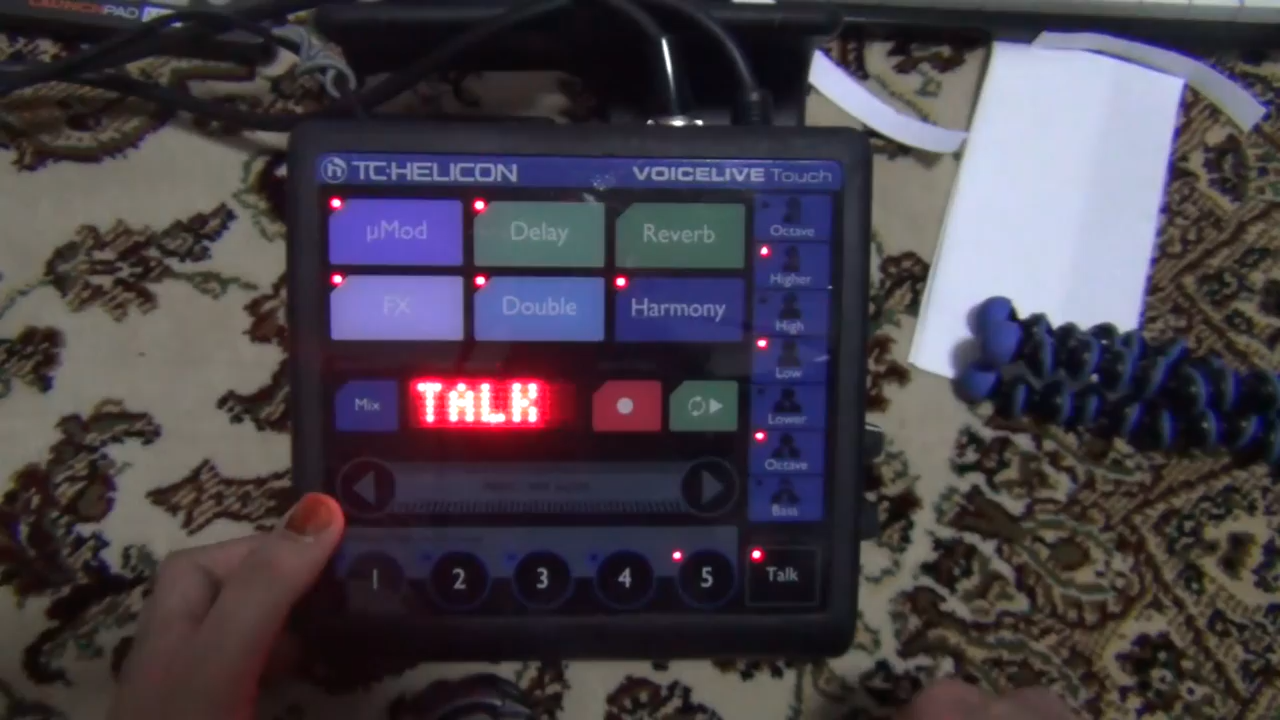 LAUNCHPAD
TC·HELICON VOICELIVE Touch
µMod Delay Reverb
FX Double Harmony
Octave
Higher
High
Low
Lower
Octave
Bass
Mix TALK
1 2 3 4 5 Talk